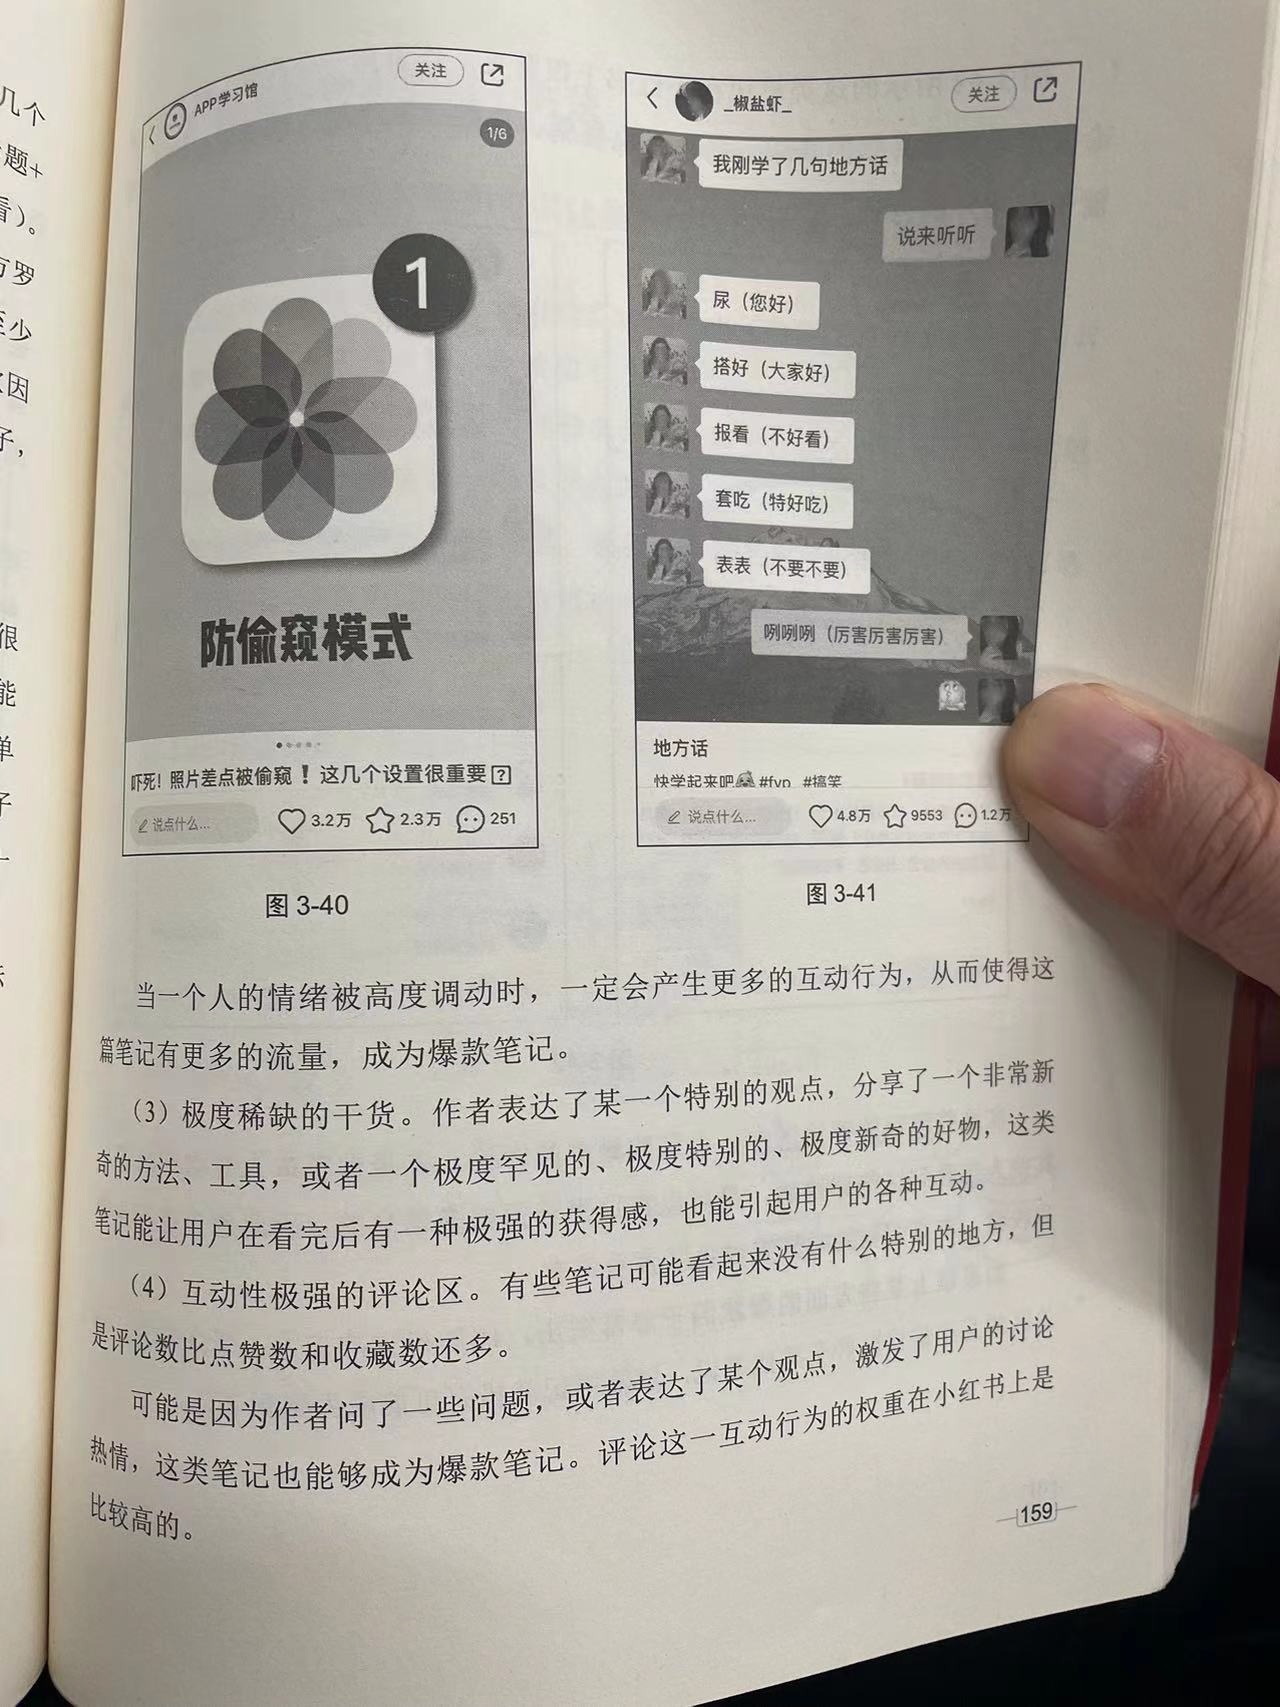 几个
题+
看）。
罗
至少
因
子，
很
能
单
子
APP学习馆
关注
1/6
1
防偷窥模式
吓死！照片差点被偷窥！这几个设置很重要?
说点什么...
3.2万
2.3万
251
图 3-40
_椒盐虾_
关注
我刚学了几句地方话
说来听听
尿（您好）
搭好（大家好）
报看（不好看）
套吃（特好吃）
表表（不要不要）
咧咧咧（厉害厉害厉害）
地方话
快学起来吧 #fyp #搞笑
说点什么...
4.8万
9553
1.2万
图 3-41
当一个人的情绪被高度调动时，一定会产生更多的互动行为，从而使得这
篇笔记有更多的流量，成为爆款笔记。
（3）极度稀缺的干货。作者表达了某一个特别的观点，分享了一个非常新
奇的方法、工具，或者一个极度罕见的、极度特别的、极度新奇的好物，这类
笔记能让用户在看完后有一种极强的获得感，也能引起用户的各种互动。
（4）互动性极强的评论区。有些笔记可能看起来没有什么特别的地方，但
是评论数比点赞数和收藏数还多。
可能是因为作者问了一些问题，或者表达了某个观点，激发了用户的讨论
热情，这类笔记也能够成为爆款笔记。评论这一互动行为的权重在小红书上是
比较高的。
159